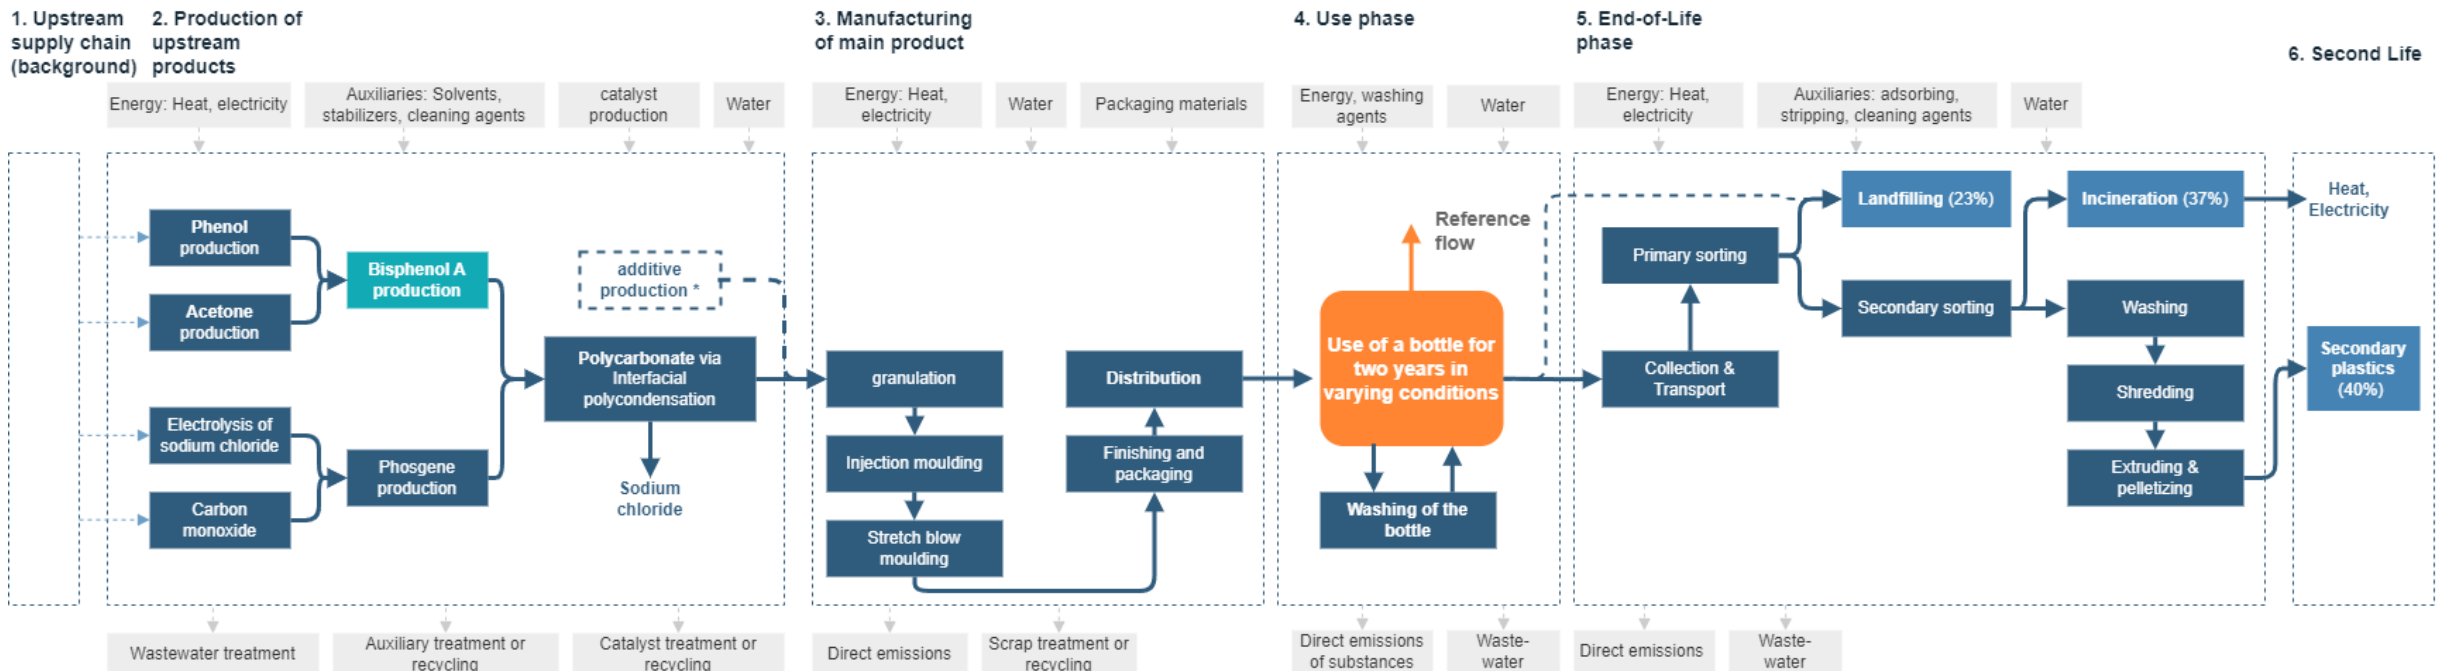 1. Upstream
supply chain
(background)
2. Production of
upstream
products
3. Manufacturing
of main product
4. Use phase
5. End-of-Life
phase
6. Second Life
Energy: Heat, electricity
Auxiliaries: Solvents,
stabilizers, cleaning agents
catalyst
production
Water
Energy: Heat,
electricity
Water
Packaging materials
Energy, washing
agents
Water
Energy: Heat,
electricity
Auxiliaries: adsorbing,
stripping, cleaning agents
Water
Phenol
production
Acetone
production
Bisphenol A
production
Electrolysis of
sodium chloride
Carbon
monoxide
Phosgene
production
additive
production *
Polycarbonate via
Interfacial
polycondensation
Sodium
chloride
granulation
Injection moulding
Stretch blow
moulding
Distribution
Finishing and
packaging
Reference
flow
Use of a bottle for
two years in
varying conditions
Washing of the
bottle
Primary sorting
Collection &
Transport
Landfilling (23%)
Secondary sorting
Incineration (37%)
Washing
Shredding
Extruding &
pelletizing
Heat,
Electricity
Secondary
plastics
(40%)
Wastewater treatment
Auxiliary treatment or
recycling
Catalyst treatment or
recycling
Direct emissions
Scrap treatment or
recycling
Direct emissions
of substances
Waste-
water
Direct emissions
Waste-
water